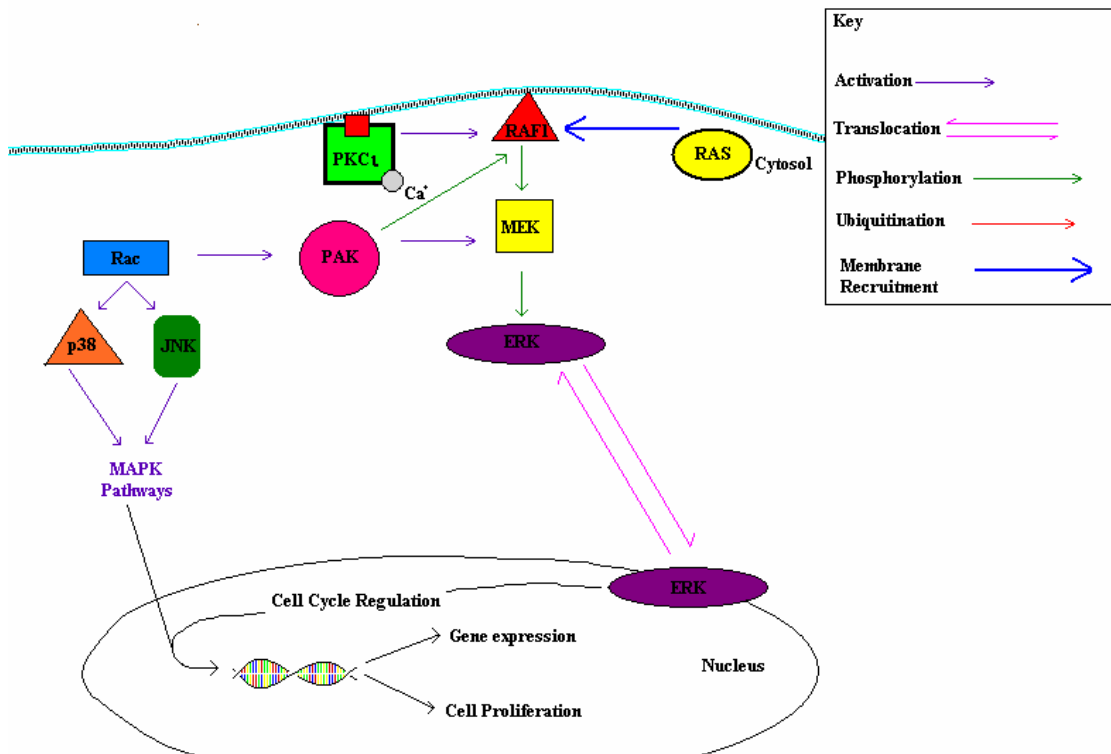 Key
Activation
Translocation
Phosphorylation
Ubiquitination
Membrane
Recruitment
RAF1
PKCι
Ca⁺
RAS
Cytosol
MEK
PAK
Rac
p38
JNK
ERK
MAPK
Pathways
ERK
Cell Cycle Regulation
Gene expression
Nucleus
Cell Proliferation